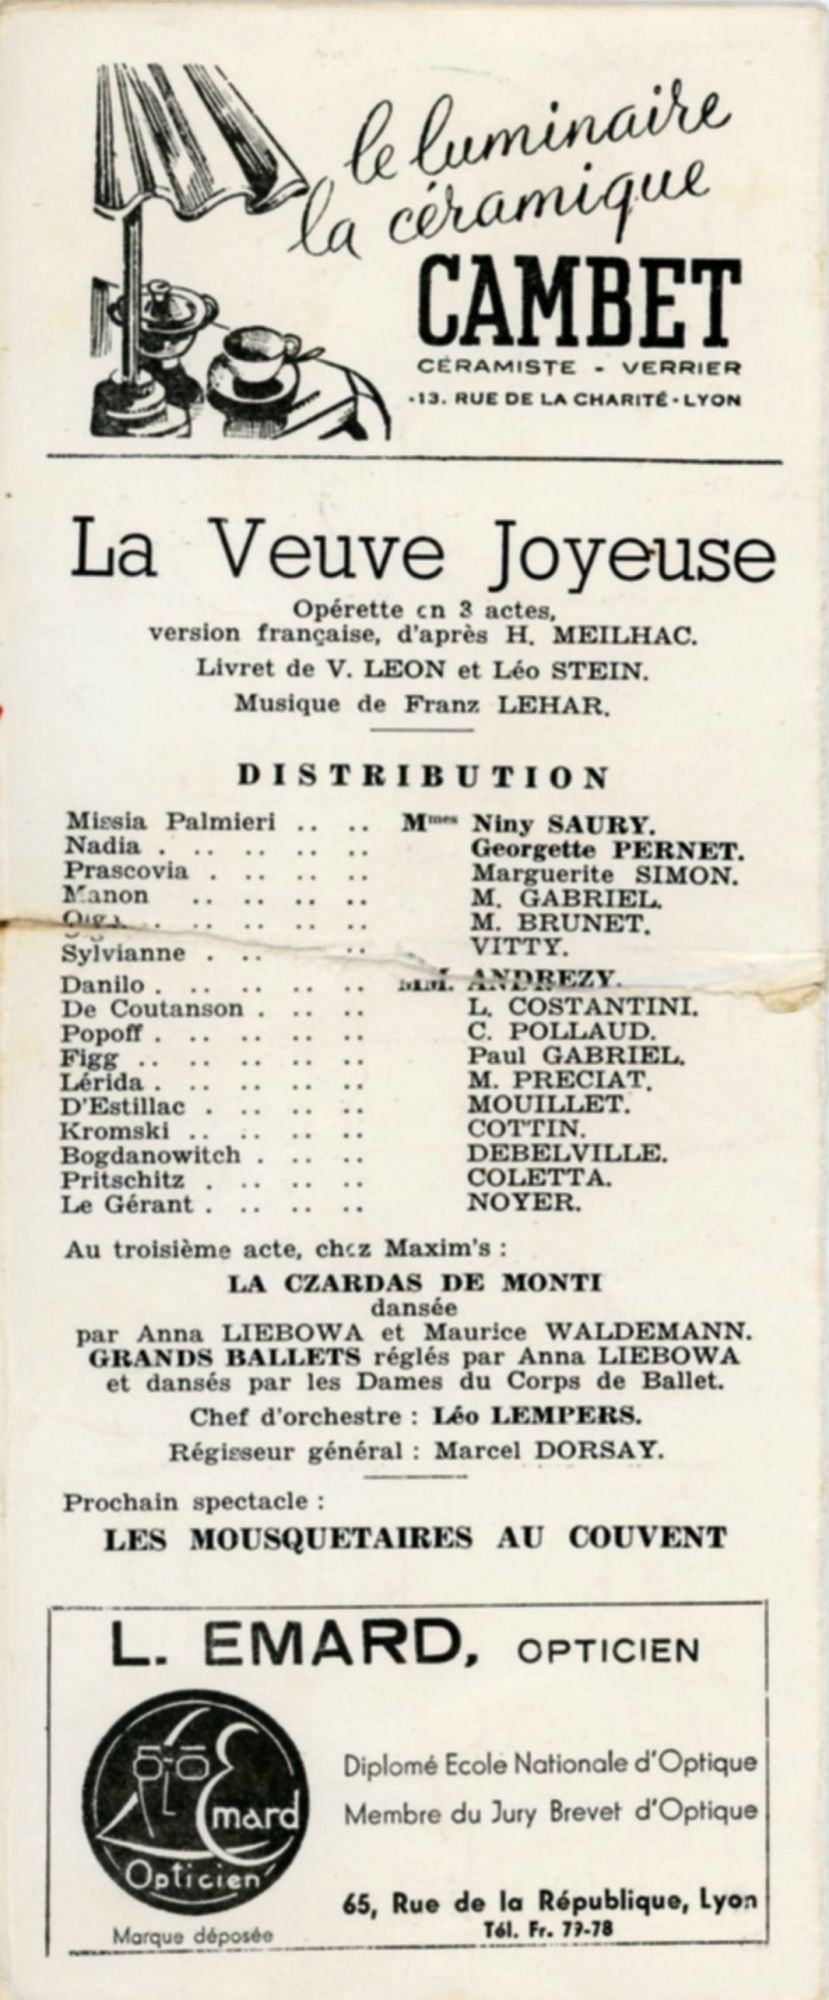 le luminaire
la céramique
CAMBET
CÉRAMISTE - VERRIER
·13. RUE DE LA CHARITÉ·LYON
La Veuve Joyeuse
Opérette en 3 actes,
version française, d'après H. MEILHAC.
Livret de V. LEON et Léo STEIN.
Musique de Franz LEHAR.
DISTRIBUTION
Missia Palmieri .. .. Mmes Niny SAURY.
Nadia . .. .. .. .. Georgette PERNET.
Prascovia . .. .. .. Marguerite SIMON.
Manon .. .. .. .. M. GABRIEL.
.. .. .. .. M. BRUNET.
Sylvianne . .. .. VITTY.
Danilo . .. .. .. .. MM. ANDREZY.
De Coutanson . .. .. L. COSTANTINI.
Popoff . .. .. .. .. C. POLLAUD.
Figg .. .. .. .. .. Paul GABRIEL.
Lérida . .. .. .. .. M. PRECIAT.
D'Estillac . .. .. .. MOUILLET.
Kromski .. .. .. .. COTTIN.
Bogdanowitch . .. .. DEBELVILLE.
Pritschitz . .. .. .. COLETTA.
Le Gérant . .. .. .. NOYER.
Au troisième acte, chez Maxim's :
LA CZARDAS DE MONTI
dansée
par Anna LIEBOWA et Maurice WALDEMANN.
GRANDS BALLETS réglés par Anna LIEBOWA
et dansés par les Dames du Corps de Ballet.
Chef d'orchestre : Léo LEMPERS.
Régisseur général : Marcel DORSAY.
Prochain spectacle :
LES MOUSQUETAIRES AU COUVENT
L. EMARD, OPTICIEN
Emard
Opticien
Marque déposée
Diplomé Ecole Nationale d'Optique
Membre du Jury Brevet d'Optique
65, Rue de la République, Lyon
Tél. Fr. 77-78